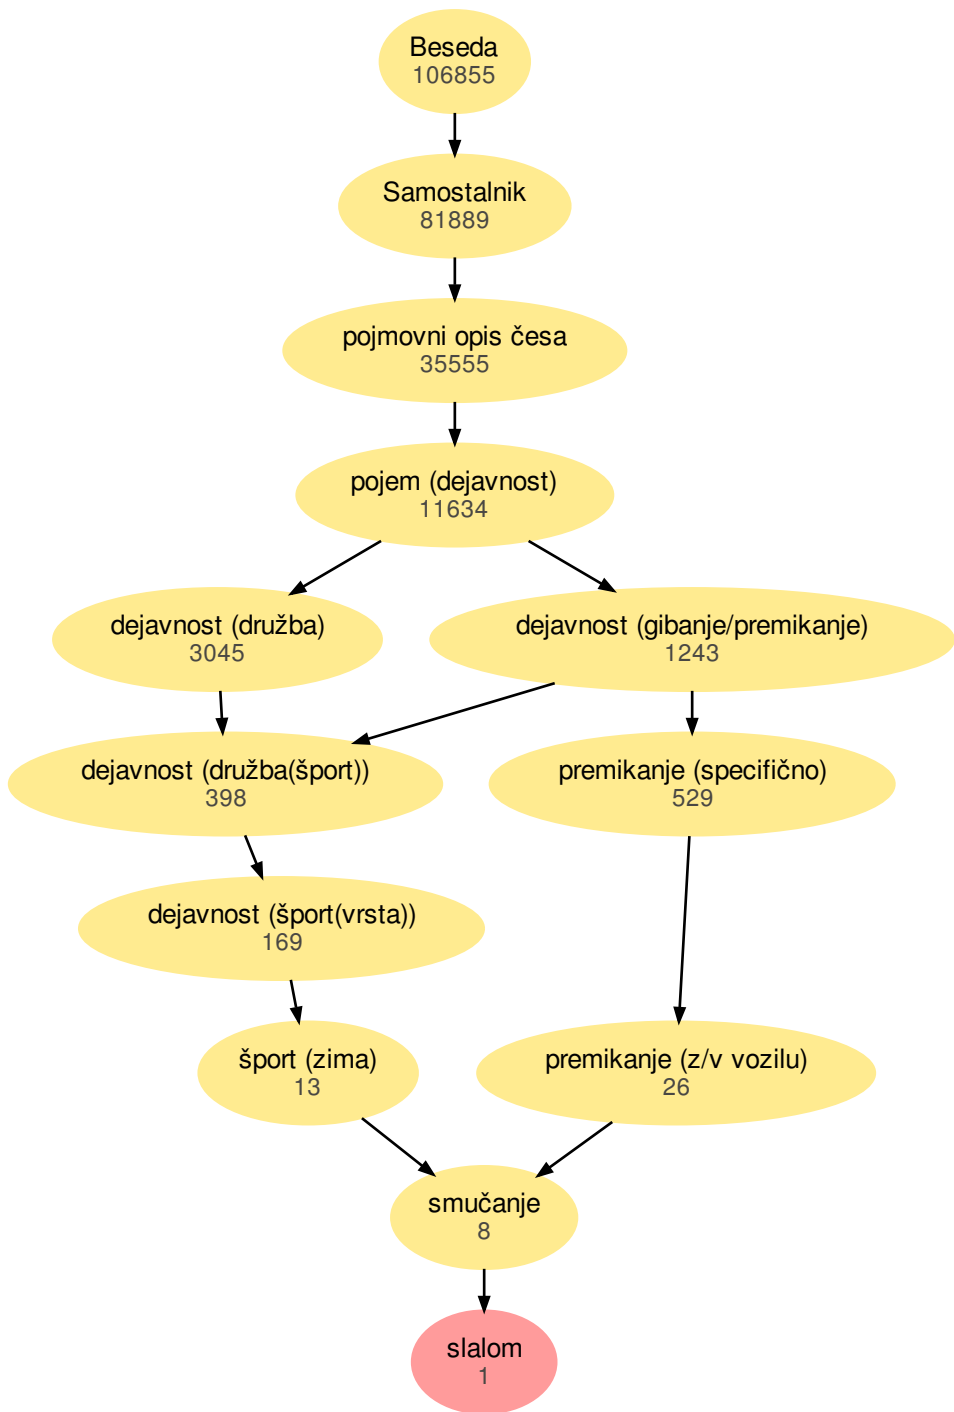 Beseda
106855
Samostalnik
81889
pojmovni opis česa
35555
pojem (dejavnost)
11634
dejavnost (družba)
3045
dejavnost (gibanje/premikanje)
1243
dejavnost (družba(šport))
398
premikanje (specifično)
529
dejavnost (šport(vrsta))
169
šport (zima)
13
premikanje (z/v vozilu)
26
smučanje
8
slalom
1